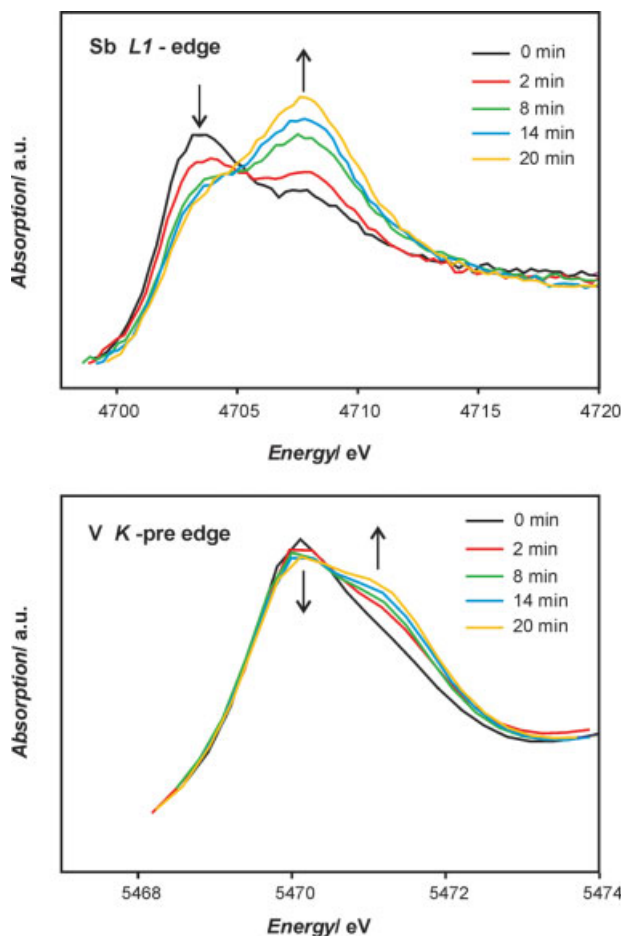 Sb L1 - edge
0 min
2 min
8 min
14 min
20 min
Absorption/ a.u.
4700 4705 4710 4715 4720
Energy/ eV
V K -pre edge
0 min
2 min
8 min
14 min
20 min
Absorption/ a.u.
5468 5470 5472 5474
Energy/ eV